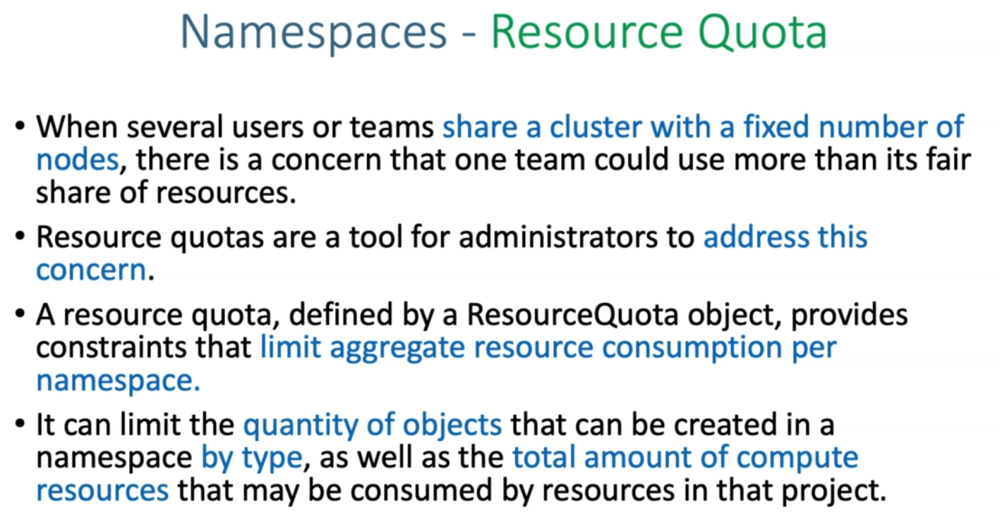 Namespaces - Resource Quota
• When several users or teams share a cluster with a fixed number of
nodes, there is a concern that one team could use more than its fair
share of resources.
• Resource quotas are a tool for administrators to address this
concern.
• A resource quota, defined by a ResourceQuota object, provides
constraints that limit aggregate resource consumption per
namespace.
• It can limit the quantity of objects that can be created in a
namespace by type, as well as the total amount of compute
resources that may be consumed by resources in that project.